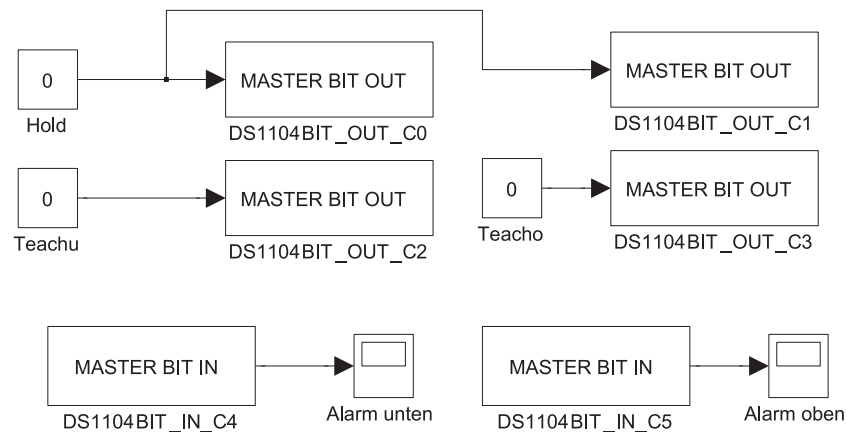 0
Hold
MASTER BIT OUT
DS1104BIT_OUT_C0
MASTER BIT OUT
DS1104BIT_OUT_C1
0
Teachu
MASTER BIT OUT
DS1104BIT_OUT_C2
0
Teacho
MASTER BIT OUT
DS1104BIT_OUT_C3
MASTER BIT IN
DS1104BIT_IN_C4
Alarm unten
MASTER BIT IN
DS1104BIT_IN_C5
Alarm oben